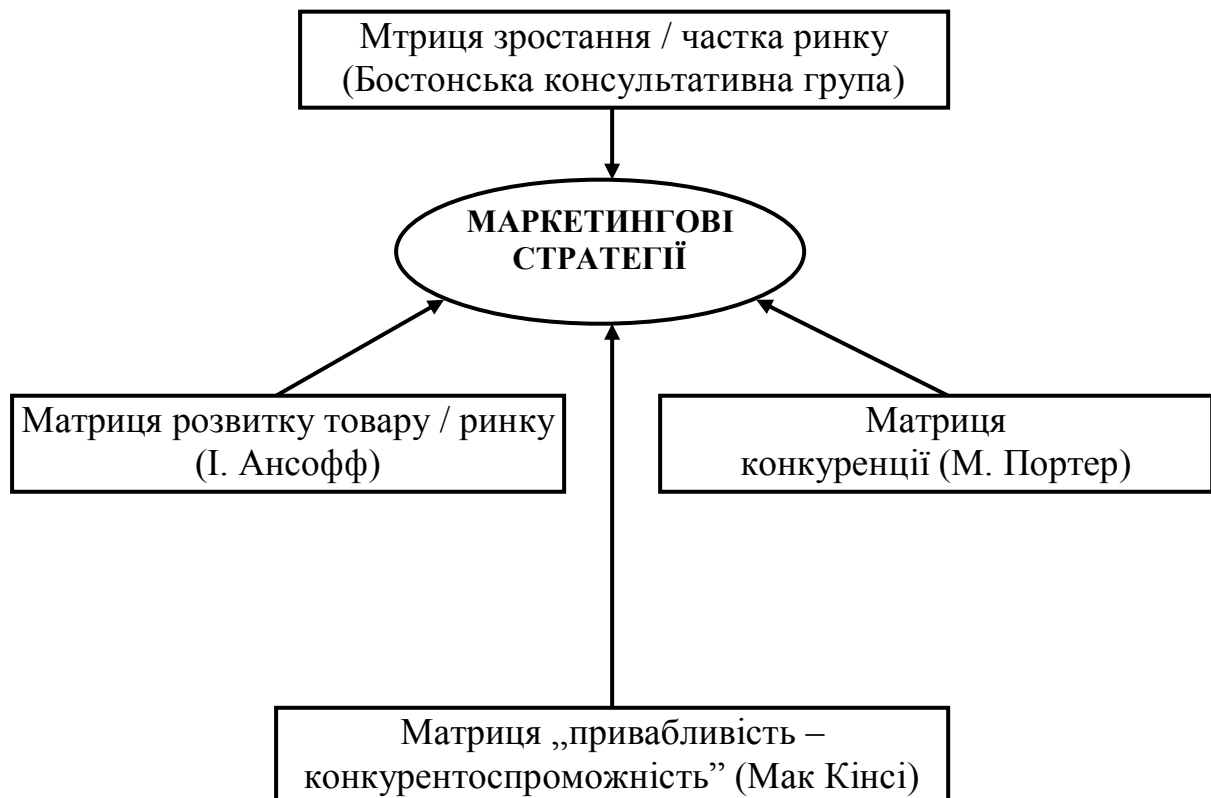 Мтриця зростання / частка ринку
(Бостонська консультативна група)
МАРКЕТИНГОВІ
СТРАТЕГІЇ
Матриця розвитку товару / ринку
(І. Ансофф)
Матриця
конкуренції (М. Портер)
Матриця „привабливість –
конкурентоспроможність” (Мак Кінсі)